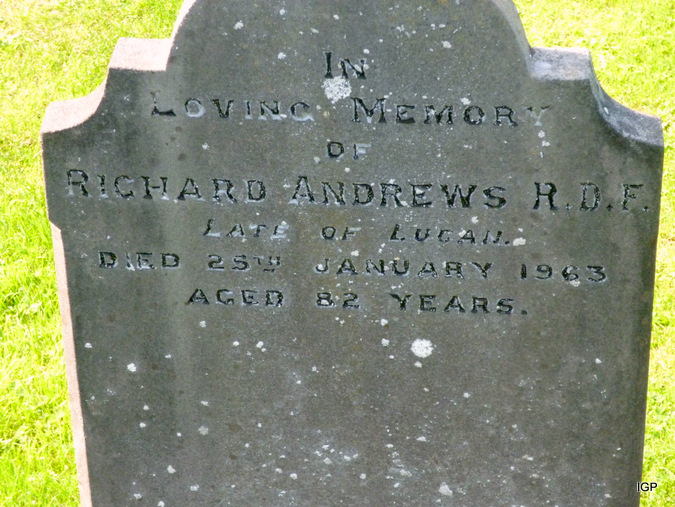 IN
LOVING MEMORY
OF
RICHARD ANDREWS R.D.F.
LATE OF LUCAN.
DIED 25TH JANUARY 1963
AGED 82 YEARS.
IGP